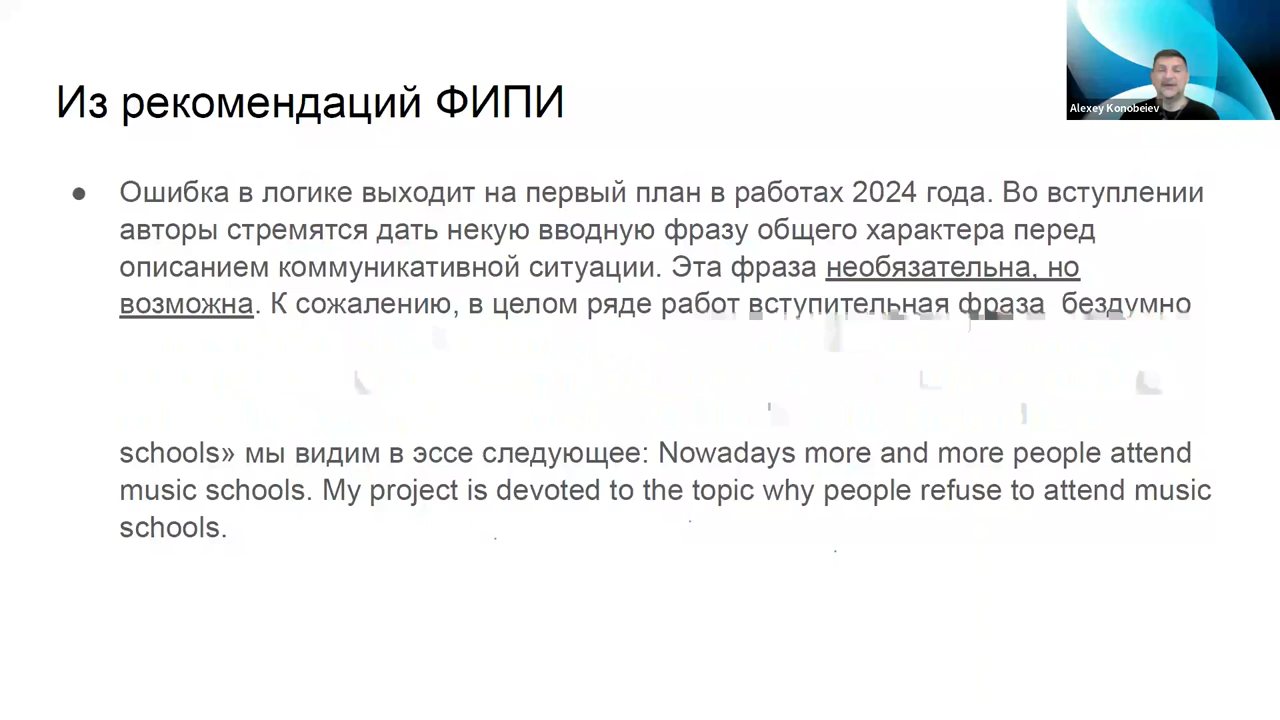 Из рекомендаций ФИПИ
Alexey Konobeiev
● Ошибка в логике выходит на первый план в работах 2024 года. Во вступлении
авторы стремятся дать некую вводную фразу общего характера перед
описанием коммуникативной ситуации. Эта фраза необязательна, но
возможна. К сожалению, в целом ряде работ вступительная фраза бездумно
schools» мы видим в эссе следующее: Nowadays more and more people attend
music schools. My project is devoted to the topic why people refuse to attend music
schools.